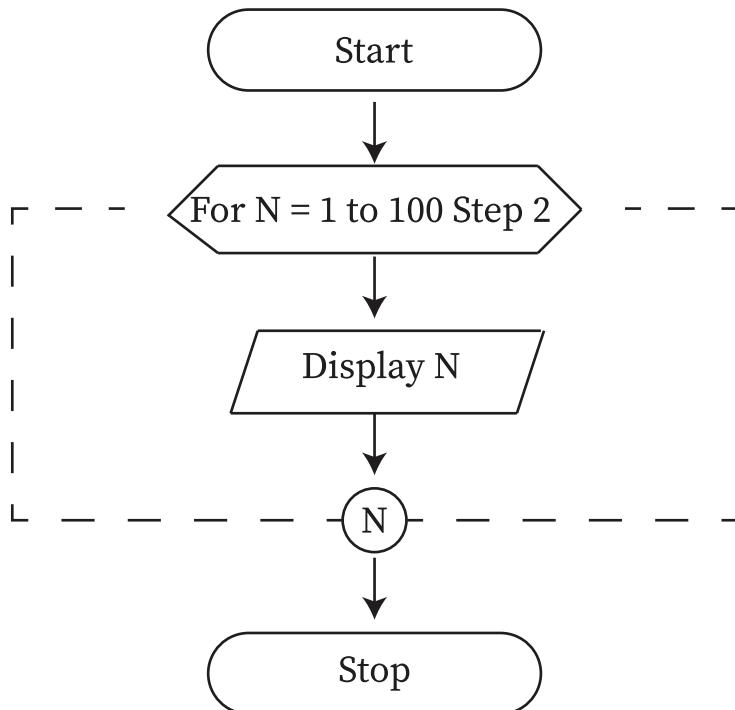 Start
For N = 1 to 100 Step 2
Display N
N
Stop